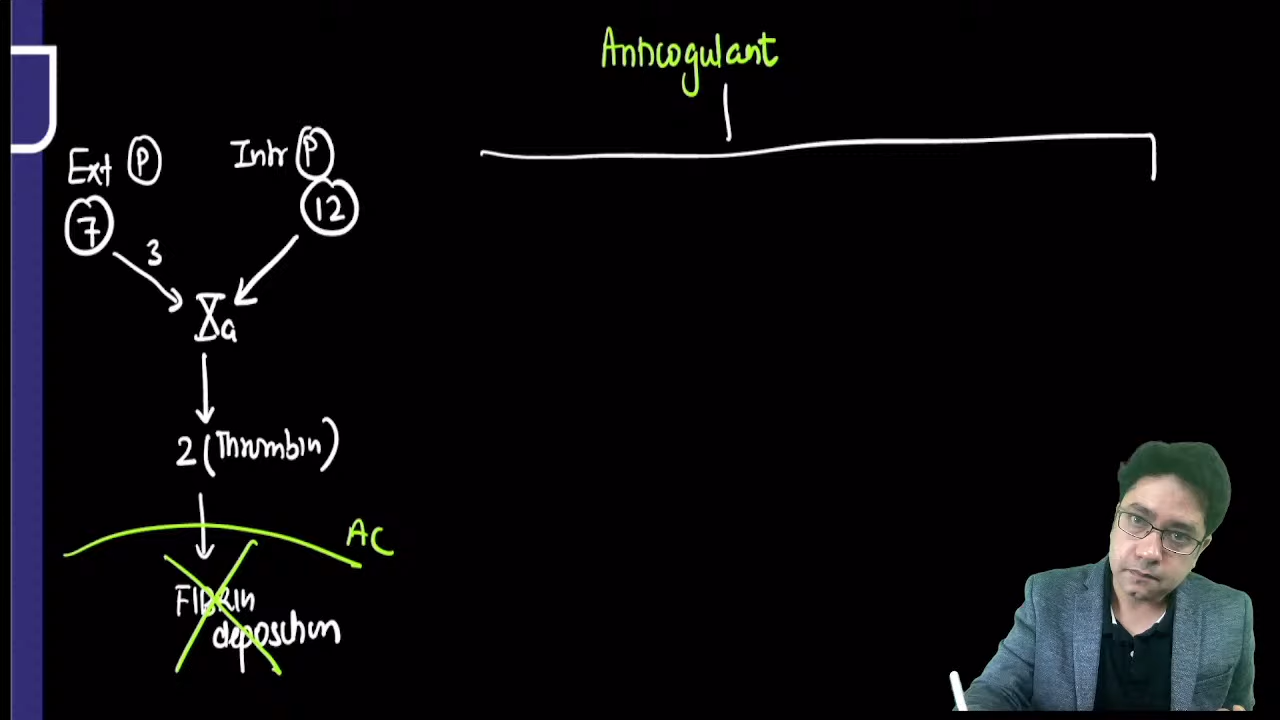 Anticogulant
Ext P
Intr P
7
12
3
Xa
2 (Thrombin)
AC
FIBRIn
deposition